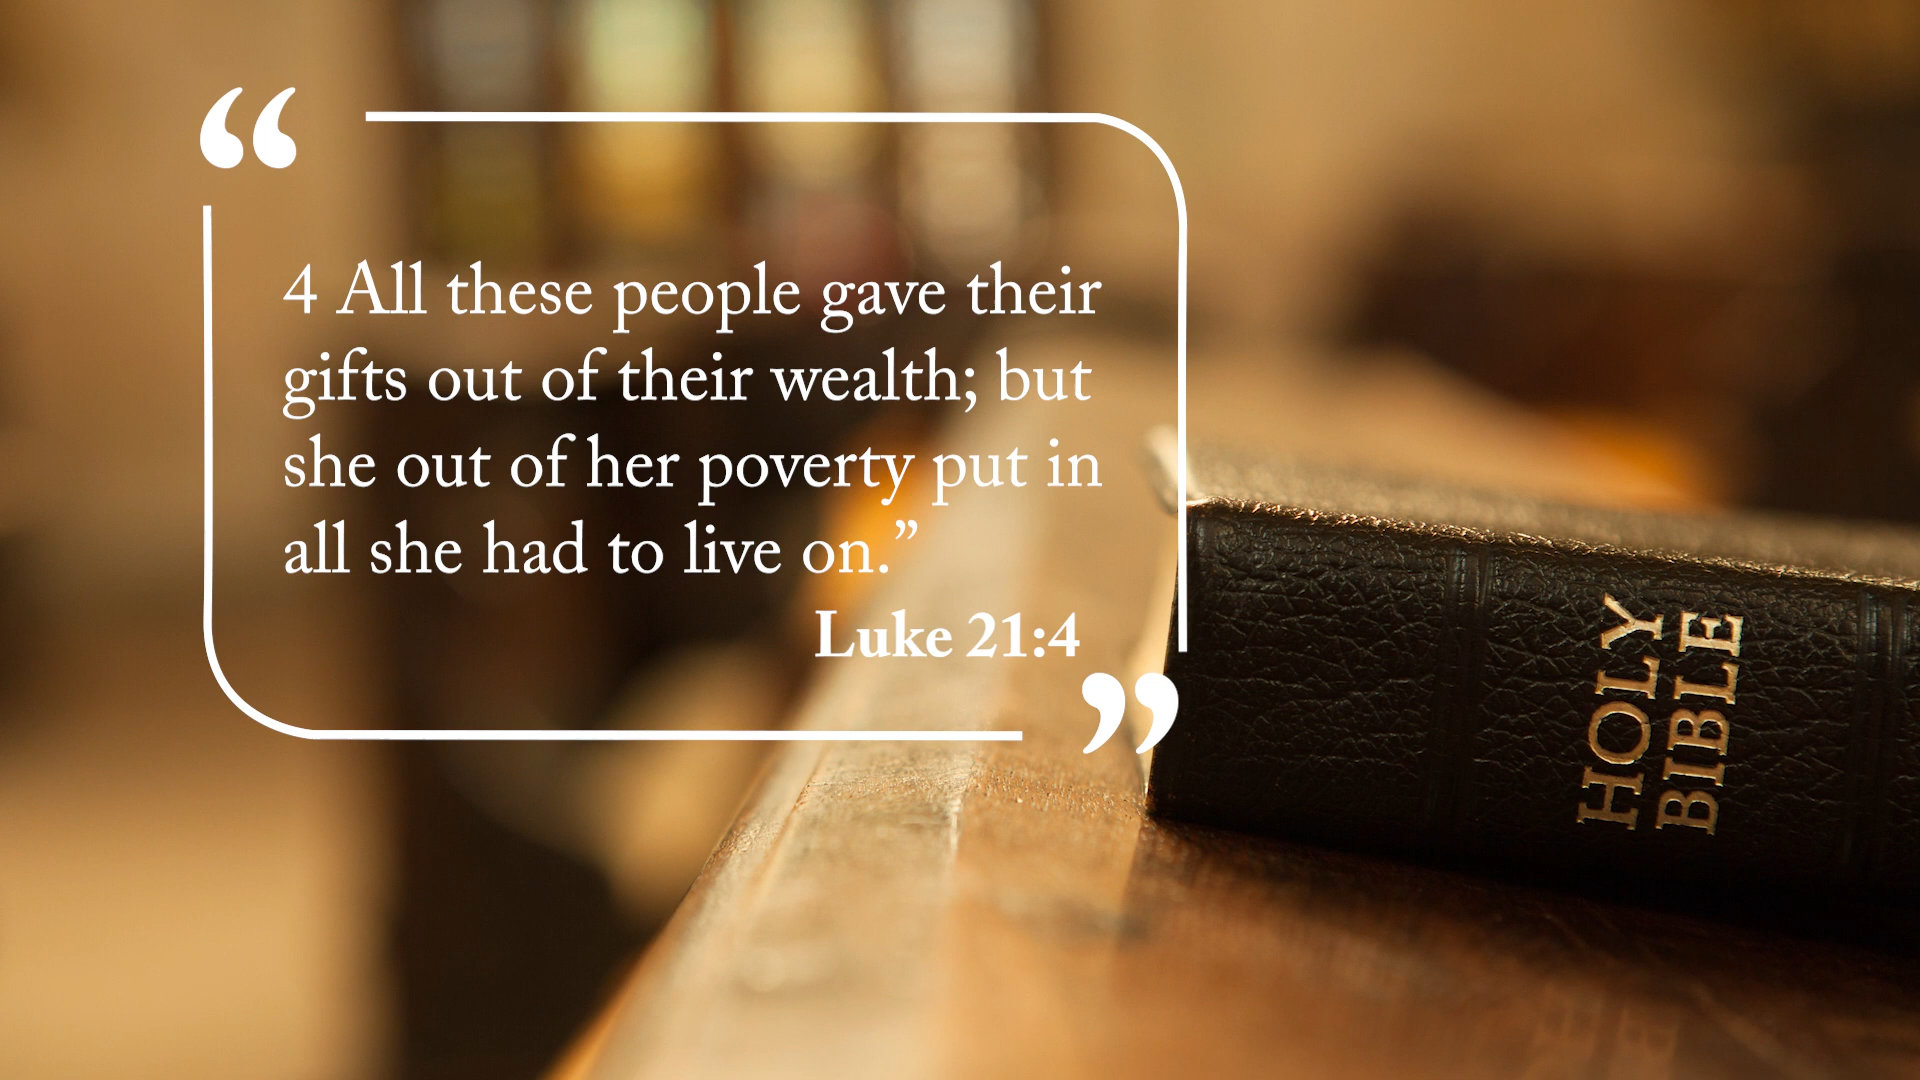 “
4 All these people gave their
gifts out of their wealth; but
she out of her poverty put in
all she had to live on.”
Luke 21:4
”
HOLY
BIBLE